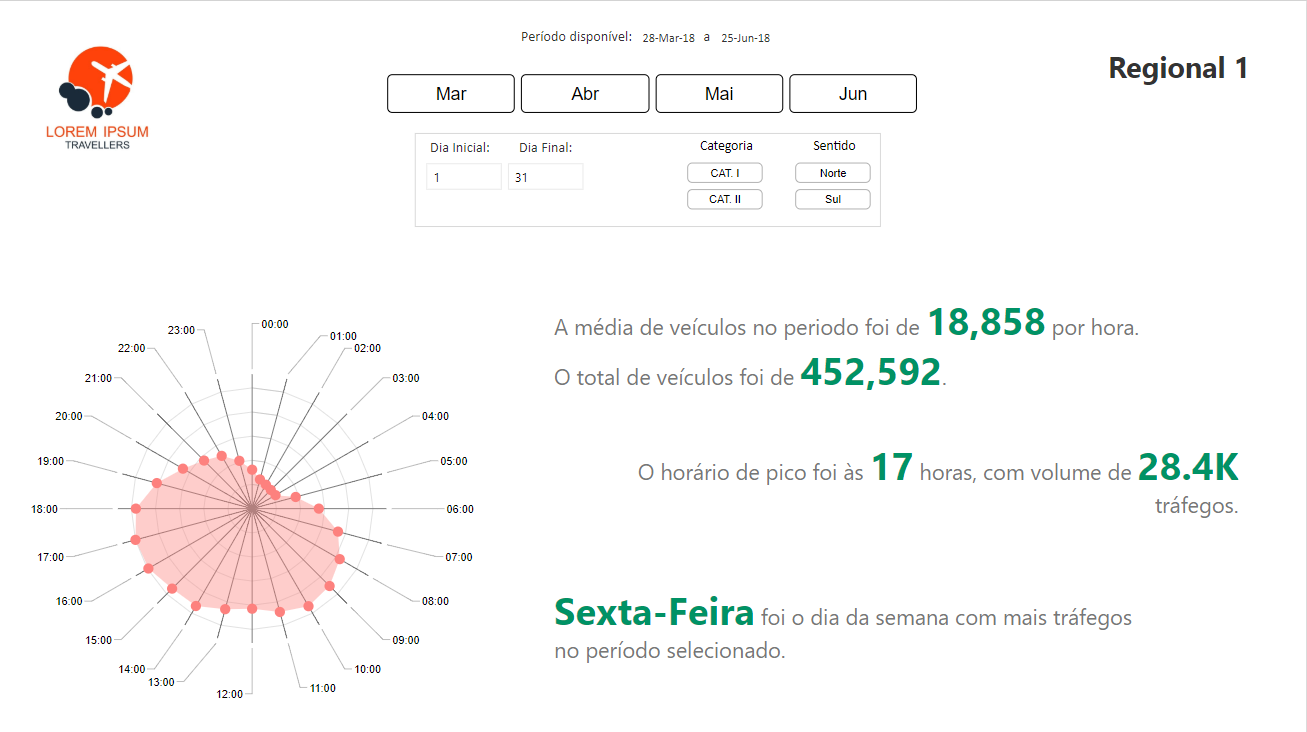 Período disponível: 28-Mar-18 a 25-Jun-18
Regional 1
LOREM IPSUM
TRAVELLERS
Mar Abr Mai Jun
Dia Inicial: Dia Final: Categoria Sentido
1 31 CAT. I Norte
CAT. II Sul
00:00
01:00
02:00
03:00
04:00
05:00
06:00
07:00
08:00
09:00
10:00
11:00
12:00
13:00
14:00
15:00
16:00
17:00
18:00
19:00
20:00
21:00
22:00
23:00
A média de veículos no periodo foi de 18,858 por hora.
O total de veículos foi de 452,592.
O horário de pico foi às 17 horas, com volume de 28.4K
tráfegos.
Sexta-Feira foi o dia da semana com mais tráfegos
no período selecionado.